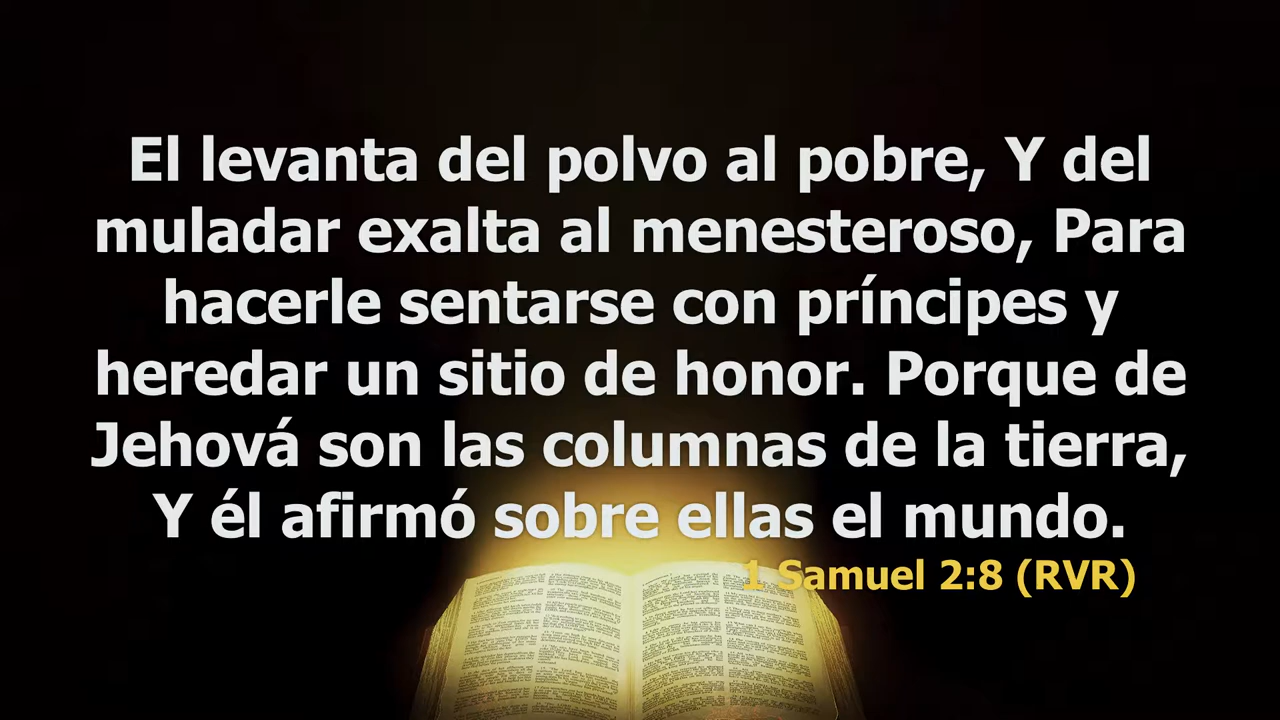 El levanta del polvo al pobre, Y del
muladar exalta al menesteroso, Para
hacerle sentarse con príncipes y
heredar un sitio de honor. Porque de
Jehová son las columnas de la tierra,
Y él afirmó sobre ellas el mundo.
1 Samuel 2:8 (RVR)